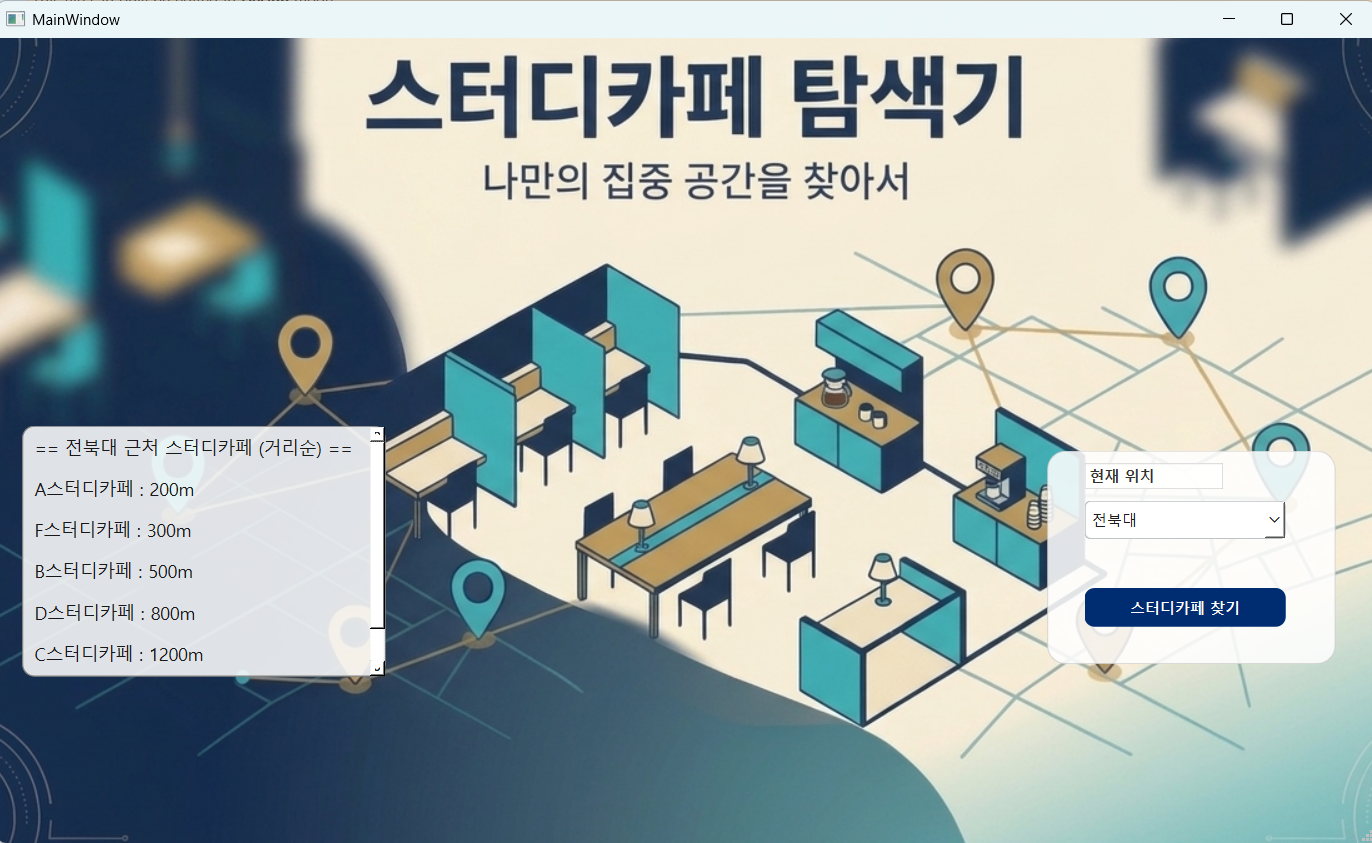 MainWindow
스터디카페 탐색기
나만의 집중 공간을 찾아서
== 전북대 근처 스터디카페 (거리순) ==
A스터디카페 : 200m
F스터디카페 : 300m
B스터디카페 : 500m
D스터디카페 : 800m
C스터디카페 : 1200m
현재 위치
전북대
스터디카페 찾기